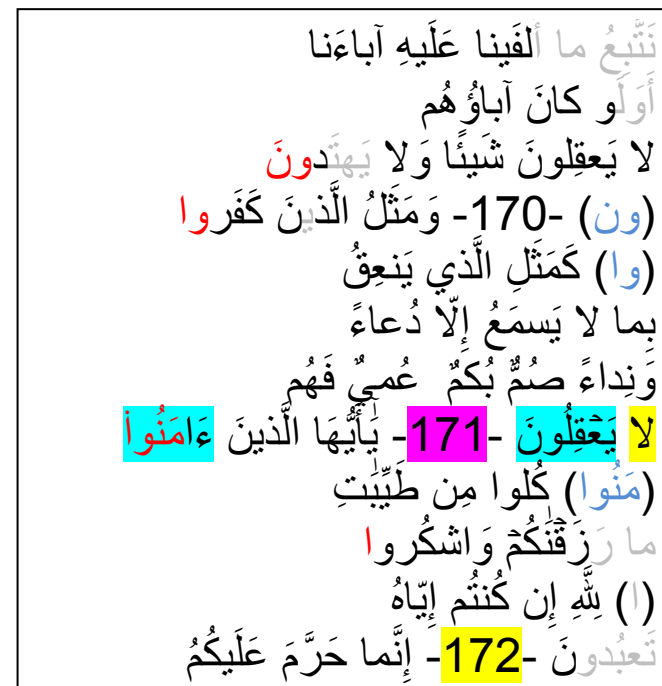 نَتَّبِعُ ما أَلفَينا عَلَيهِ آباءَنا
أَوَلَو كانَ آباؤُهُم
لا يَعقِلونَ شَيئًا وَلا يَهتَدونَ
(ون) -170- وَمَثَلُ الَّذينَ كَفَروا
(وا) كَمَثَلِ الَّذي يَنعِقُ
بِما لا يَسمَعُ إِلّا دُعاءً
وَنِداءً صُمٌّ بُكمٌ عُميٌ فَهُم
لا يَعۡقِلُونَ -171- يَٰٓأَيُّهَا الَّذينَ ءَامَنُواْ
(مَنُوا) كُلوا مِن طَيِّبَٰتِ
ما رَزَقۡنَٰكُمۡ وَاشكُروا
(ا) لِلَّهِ إِن كُنتُم إِيّاهُ
تَعبُدونَ -172- إِنَّما حَرَّمَ عَلَيكُمُ